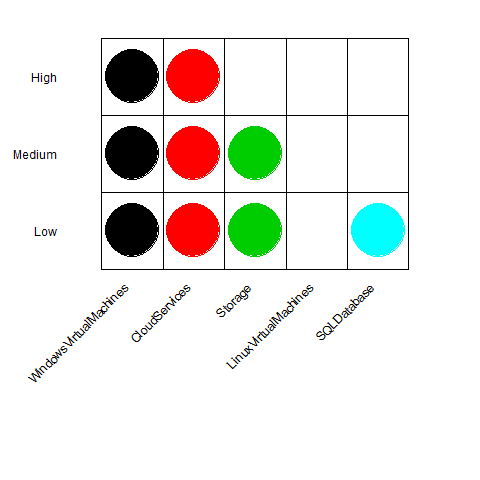 High
Medium
Low
WindowsVirtualMachines
CloudServices
Storage
LinuxVirtualMachines
SQLDatabase